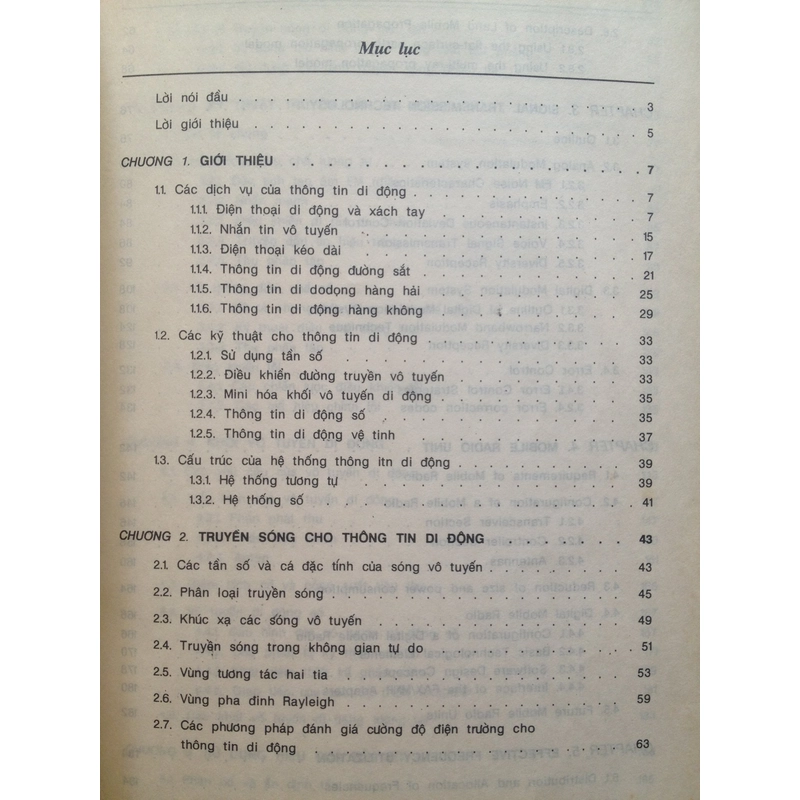 Mục lục
Lời nói đầu . . . . . . . . . . 3
Lời giới thiệu . . . . . . . . . . 5
CHƯƠNG 1. GIỚI THIỆU . . . . . . . . . . 7
1.1. Các dịch vụ của thông tin di động . . . . . . . . . . 7
1.1.1. Điện thoại di động và xách tay . . . . . . . . . . 7
1.1.2. Nhắn tin vô tuyến . . . . . . . . . . 15
1.1.3. Điện thoại kéo dài . . . . . . . . . . 17
1.1.4. Thông tin di động đường sắt . . . . . . . . . . 21
1.1.5. Thông tin di dodọng hàng hải . . . . . . . . . . 25
1.1.6. Thông tin di động hàng không . . . . . . . . . . 29
1.2. Các kỹ thuật cho thông tin di động . . . . . . . . . . 33
1.2.1. Sử dụng tần số . . . . . . . . . . 33
1.2.2. Điều khiển đường truyền vô tuyến . . . . . . . . . . 33
1.2.3. Mini hóa khối vô tuyến di động . . . . . . . . . . 35
1.2.4. Thông tin di động số . . . . . . . . . . 35
1.2.5. Thông tin di động vệ tinh . . . . . . . . . . 37
1.3. Cấu trúc của hệ thống thông itn di động . . . . . . . . . . 39
1.3.1. Hệ thống tương tự . . . . . . . . . . 39
1.3.2. Hệ thống số . . . . . . . . . . 41
CHƯƠNG 2. TRUYỀN SÓNG CHO THÔNG TIN DI ĐỘNG . . . . . . . . . . 43
2.1. Các tần số và cá đặc tính của sóng vô tuyến . . . . . . . . . . 43
2.2. Phân loại truyền sóng . . . . . . . . . . 45
2.3. Khúc xạ các sóng vô tuyến . . . . . . . . . . 49
2.4. Truyền sóng trong không gian tự do . . . . . . . . . . 51
2.5. Vùng tương tác hai tia . . . . . . . . . . 53
2.6. Vùng pha đinh Rayleigh . . . . . . . . . . 59
2.7. Các phương pháp đánh giá cường độ điện trường cho
thông tin di động . . . . . . . . . . 63